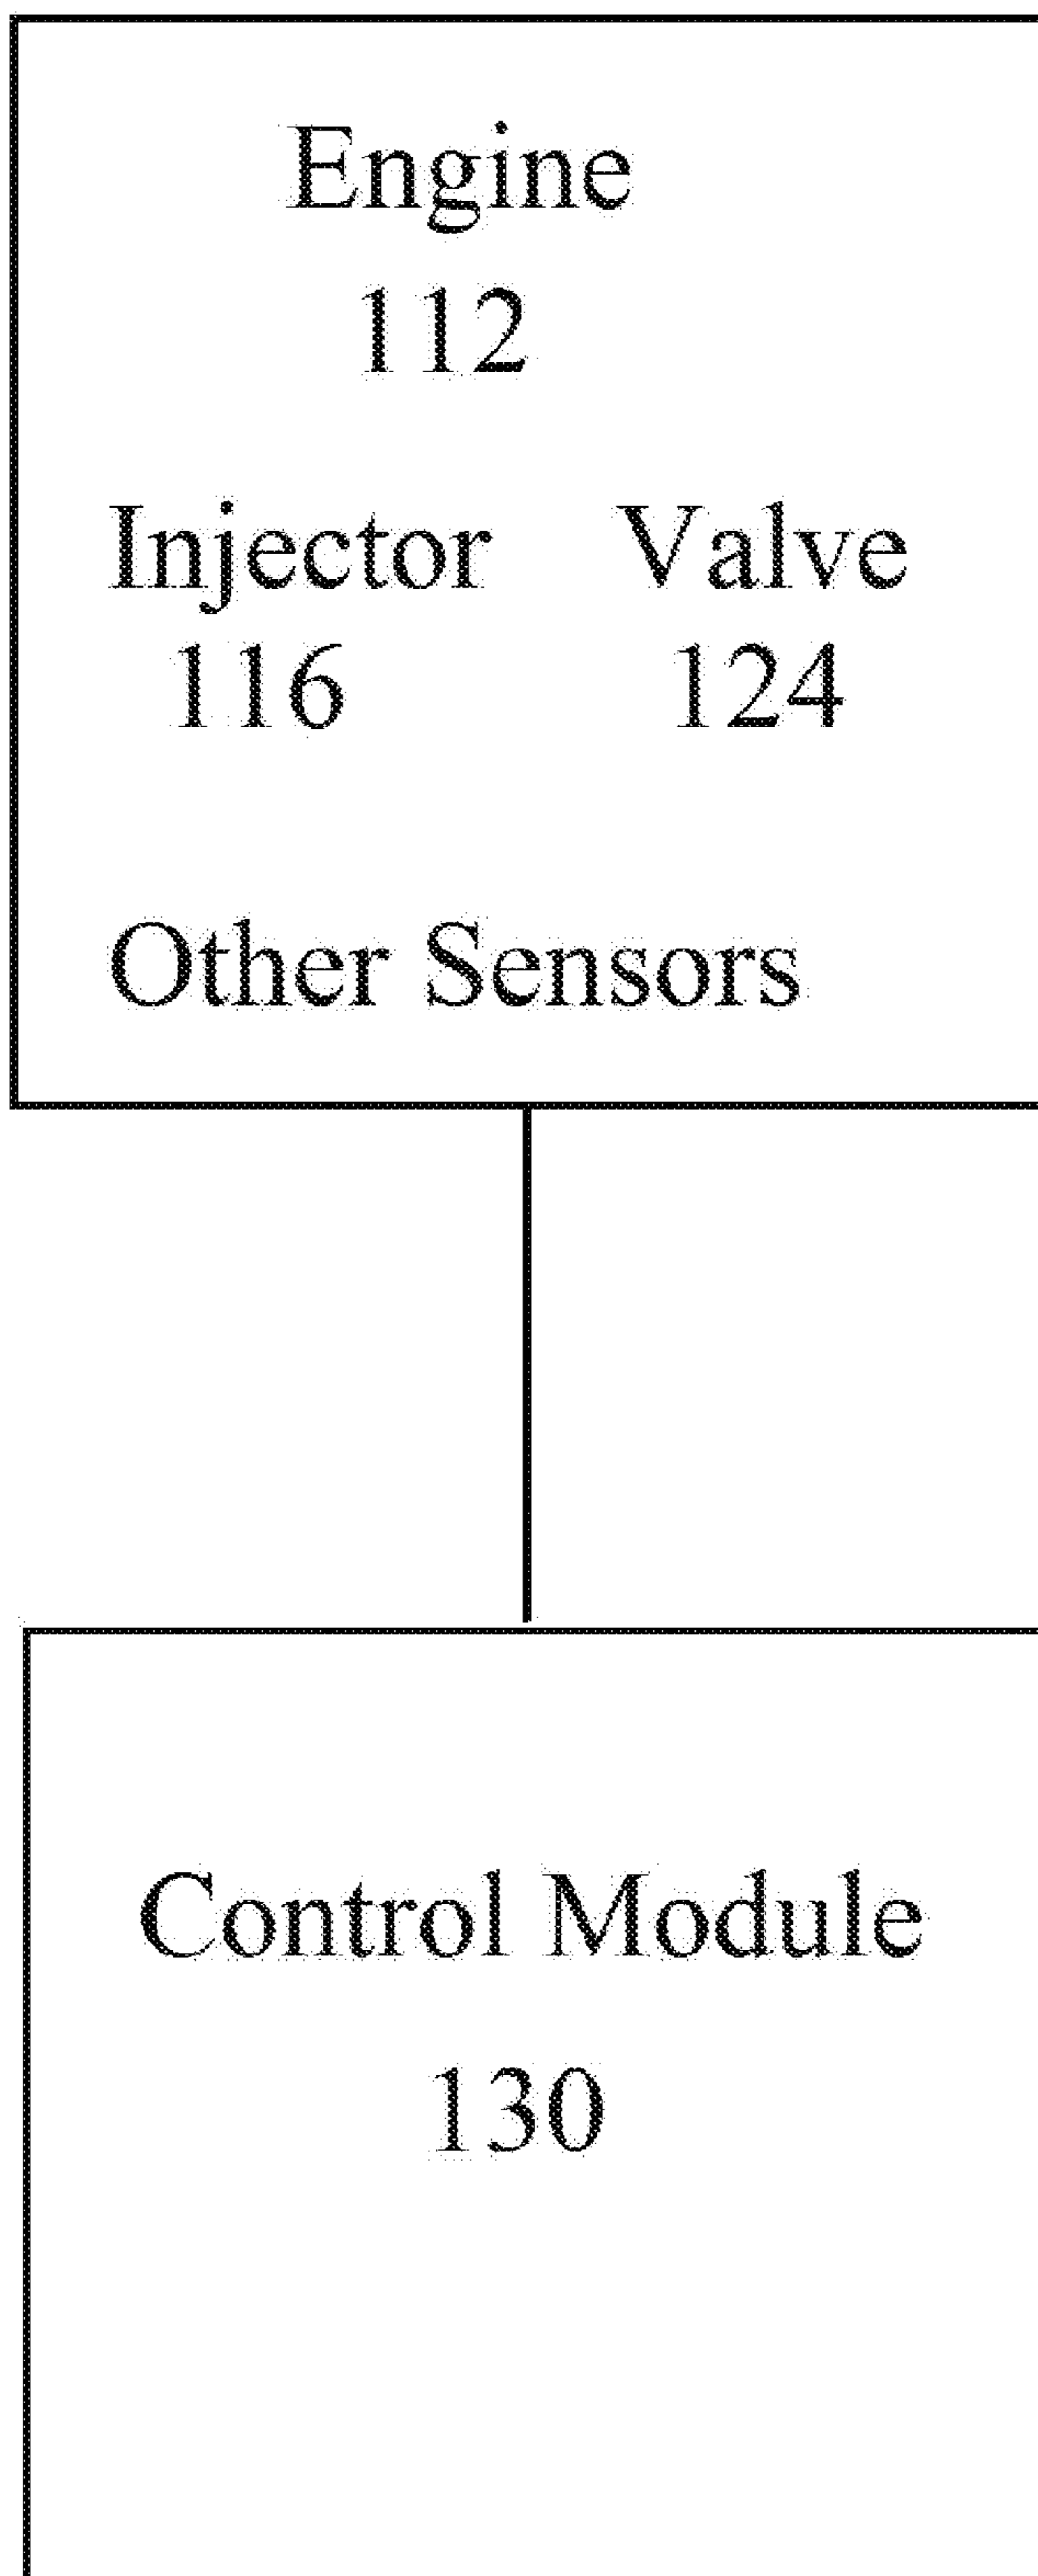 Engine
112
Injector Valve
116 124
Other Sensors
Control Module
130